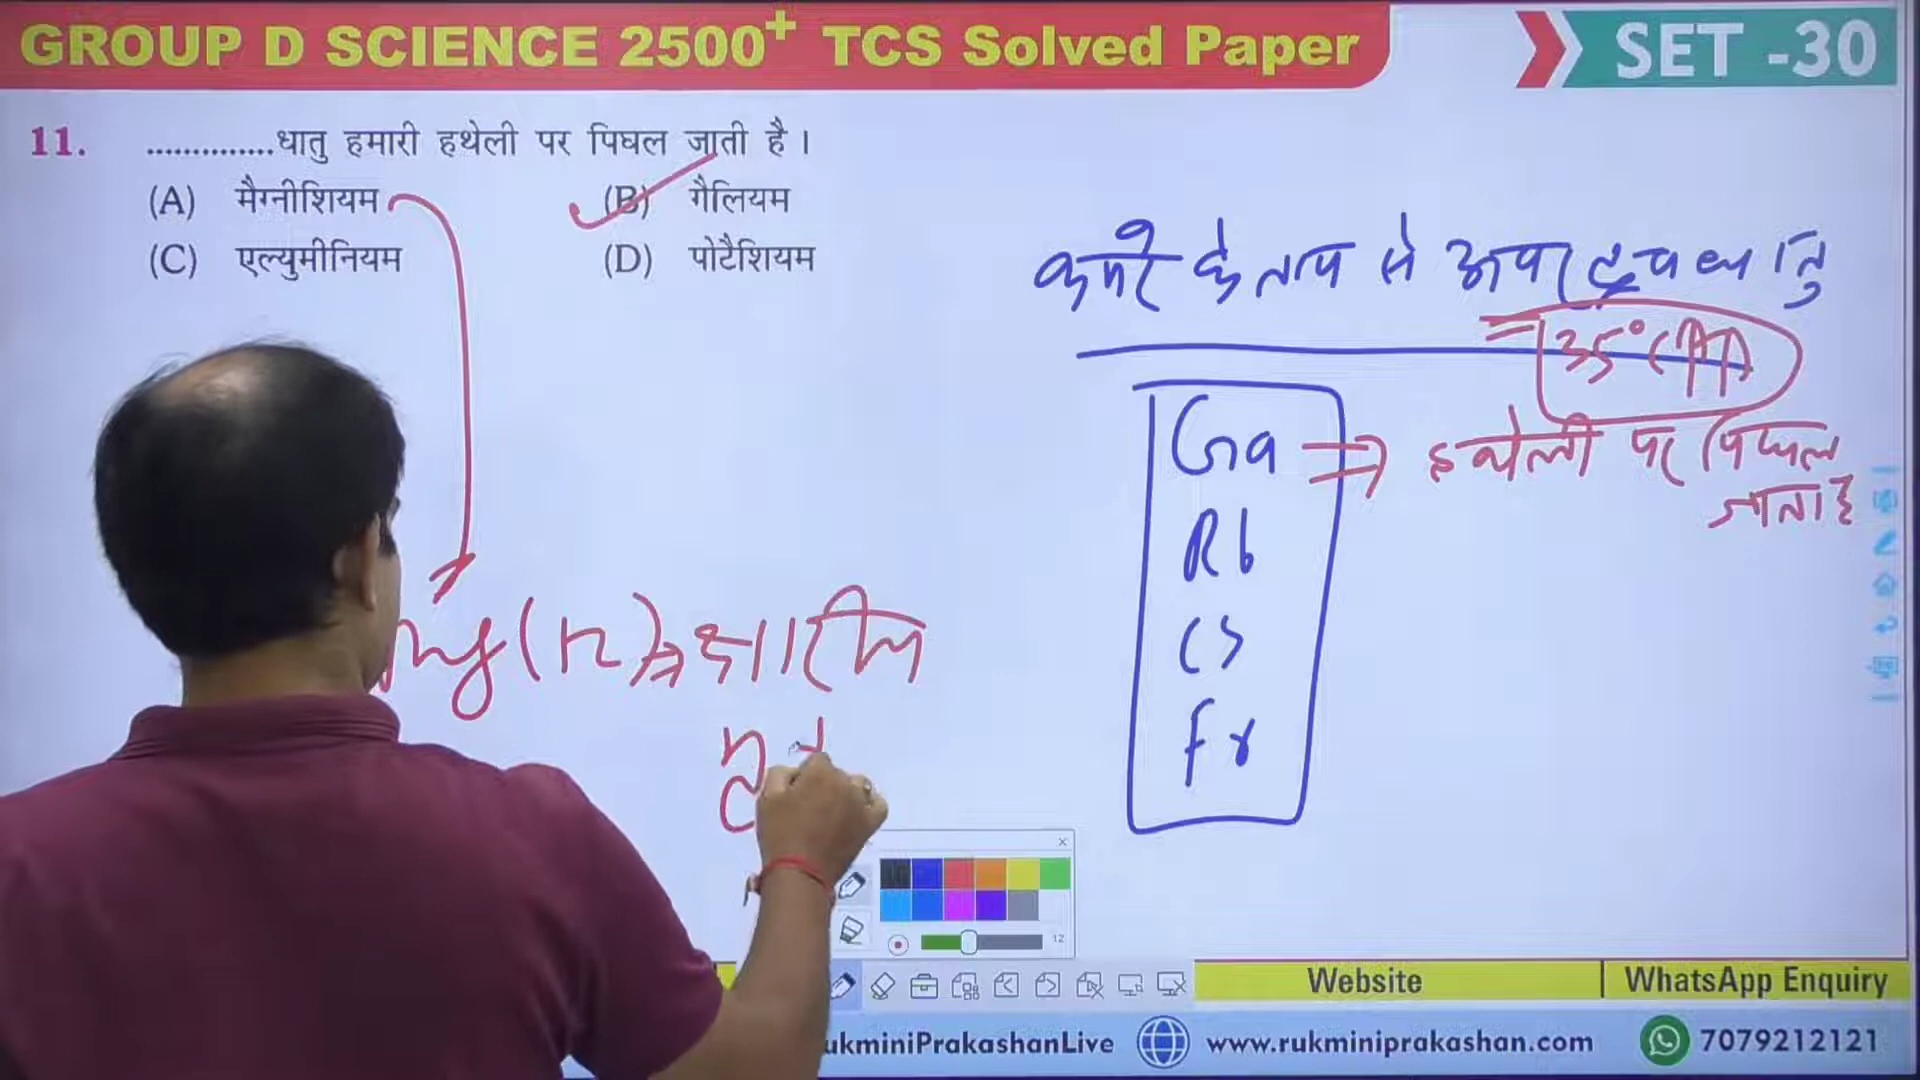 GROUP D SCIENCE 2500+ TCS Solved Paper
SET -30
11. ..............धातु हमारी हथेली पर पिघल जाती है ।
(A) मैग्नीशियम
(B) गैलियम
(C) एल्युमीनियम
(D) पोटैशियम
कमरे के ताप से ऊपर द्रव धातु
= 35°C
Ga ⇒ हथेली पर पिघल
जाता है
Rb
Cs
Fr
Mg
12
Website
WhatsApp Enquiry
ukminiPrakashanLive
www.rukminiprakashan.com
7079212121